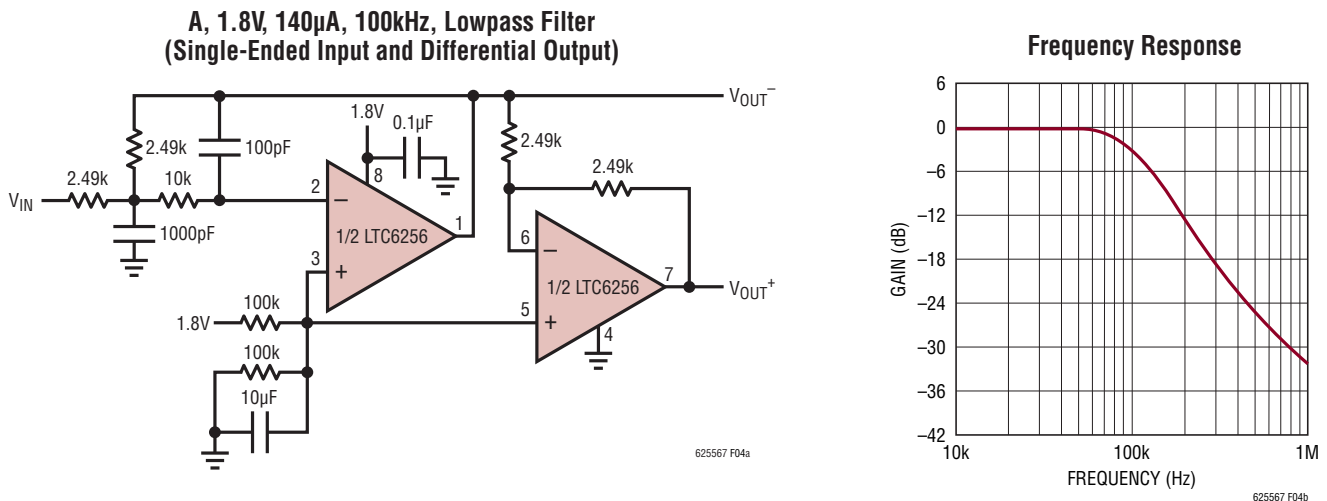 A, 1.8V, 140µA, 100kHz, Lowpass Filter
(Single-Ended Input and Differential Output)
VOUT–
1.8V
0.1µF
2.49k
100pF
8
2.49k
2.49k
2.49k
10k
VIN
2
–
1000pF
1/2 LTC6256
1
3
+
6
–
1/2 LTC6256
7
VOUT+
100k
1.8V
5
+
4
100k
10µF
625567 F04a
Frequency Response
6
0
–6
–12
–18
–24
–30
–36
–42
GAIN (dB)
10k
100k
1M
FREQUENCY (Hz)
625567 F04b